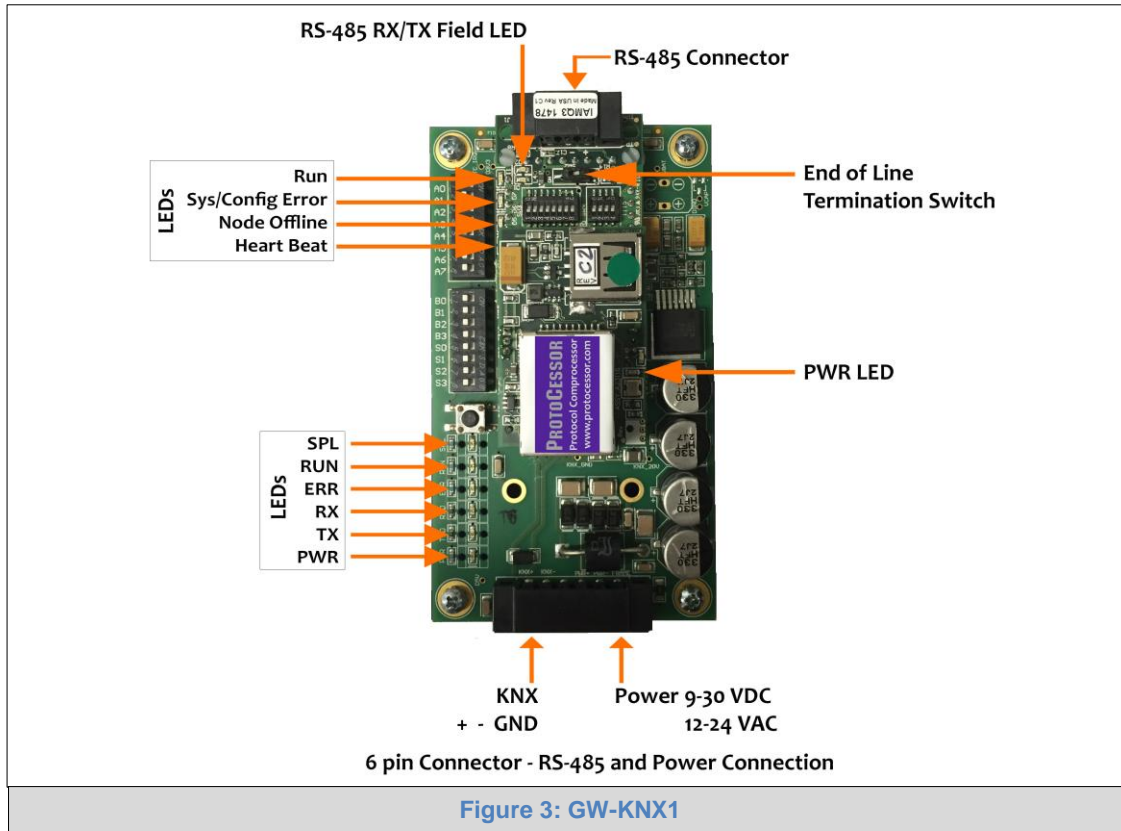 RS-485 RX/TX Field LED
RS-485 Connector
IAMQ3 1478
Made in USA Rev C1
LEDs
Run
Sys/Config Error
Node Offline
Heart Beat
End of Line
Termination Switch
A0
A1
A2
A4
A6
A7
C2
B0
B1
B2
B3
S0
S1
S2
S3
PROTOCESSOR
Protocol Comprocessor
www.protocessor.com
PWR LED
LEDs
SPL
RUN
ERR
RX
TX
PWR
KNX
+ - GND
Power 9-30 VDC
12-24 VAC
6 pin Connector - RS-485 and Power Connection
Figure 3: GW-KNX1